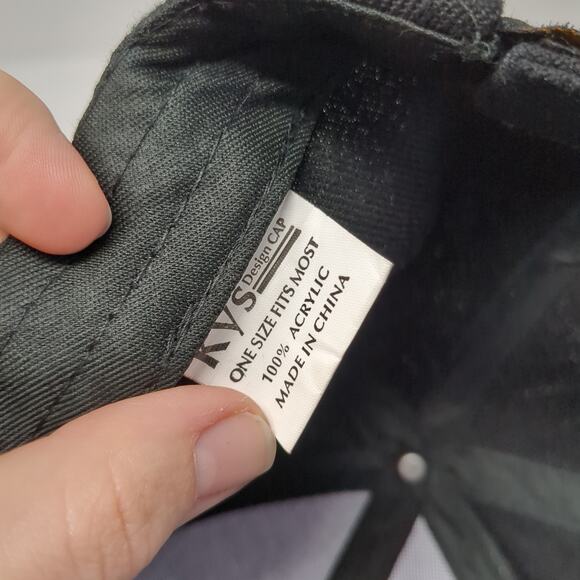 KYS Design CAP
ONE SIZE FITS MOST
100% ACRYLIC
MADE IN CHINA